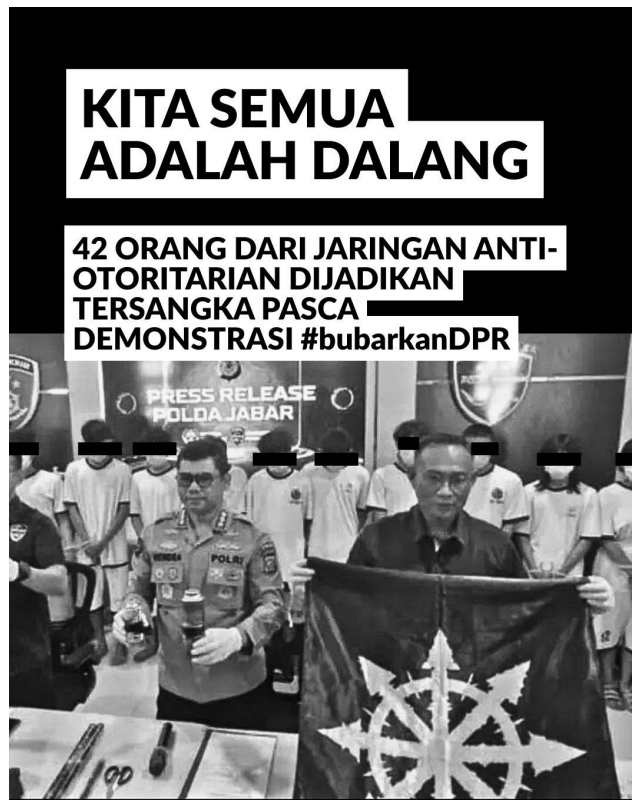 KITA SEMUA
ADALAH DALANG
42 ORANG DARI JARINGAN ANTI-
OTORITARIAN DIJADIKAN
TERSANGKA PASCA
DEMONSTRASI #bubarkanDPR
PRESS RELEASE
POLDA JABAR
HENDRA
POLRI